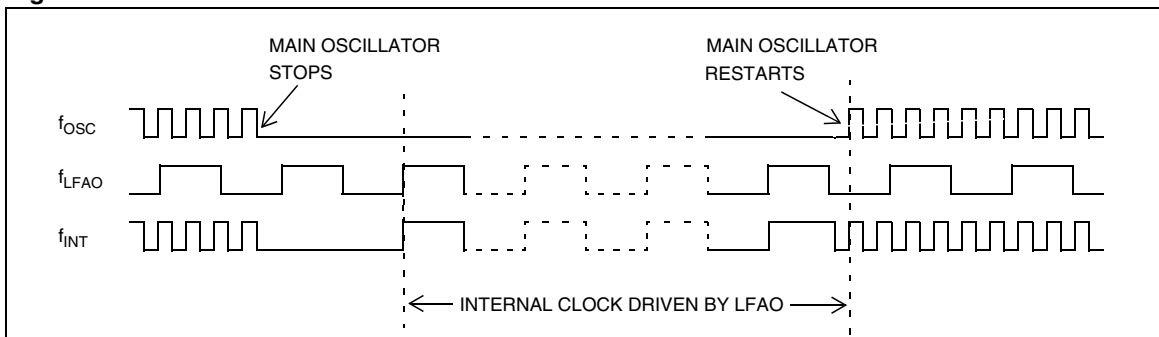 MAIN OSCILLATOR
STOPS
MAIN OSCILLATOR
RESTARTS
fOSC
fLFAO
fINT
INTERNAL CLOCK DRIVEN BY LFAO